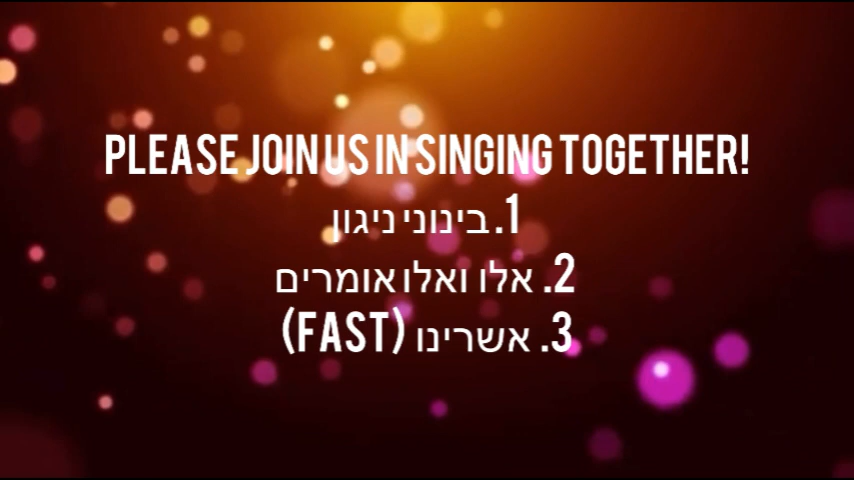 PLEASE JOIN US IN SINGING TOGETHER!
1. בינוני ניגון
2. אלו ואלו אומרים
3. אשרינו (FAST)